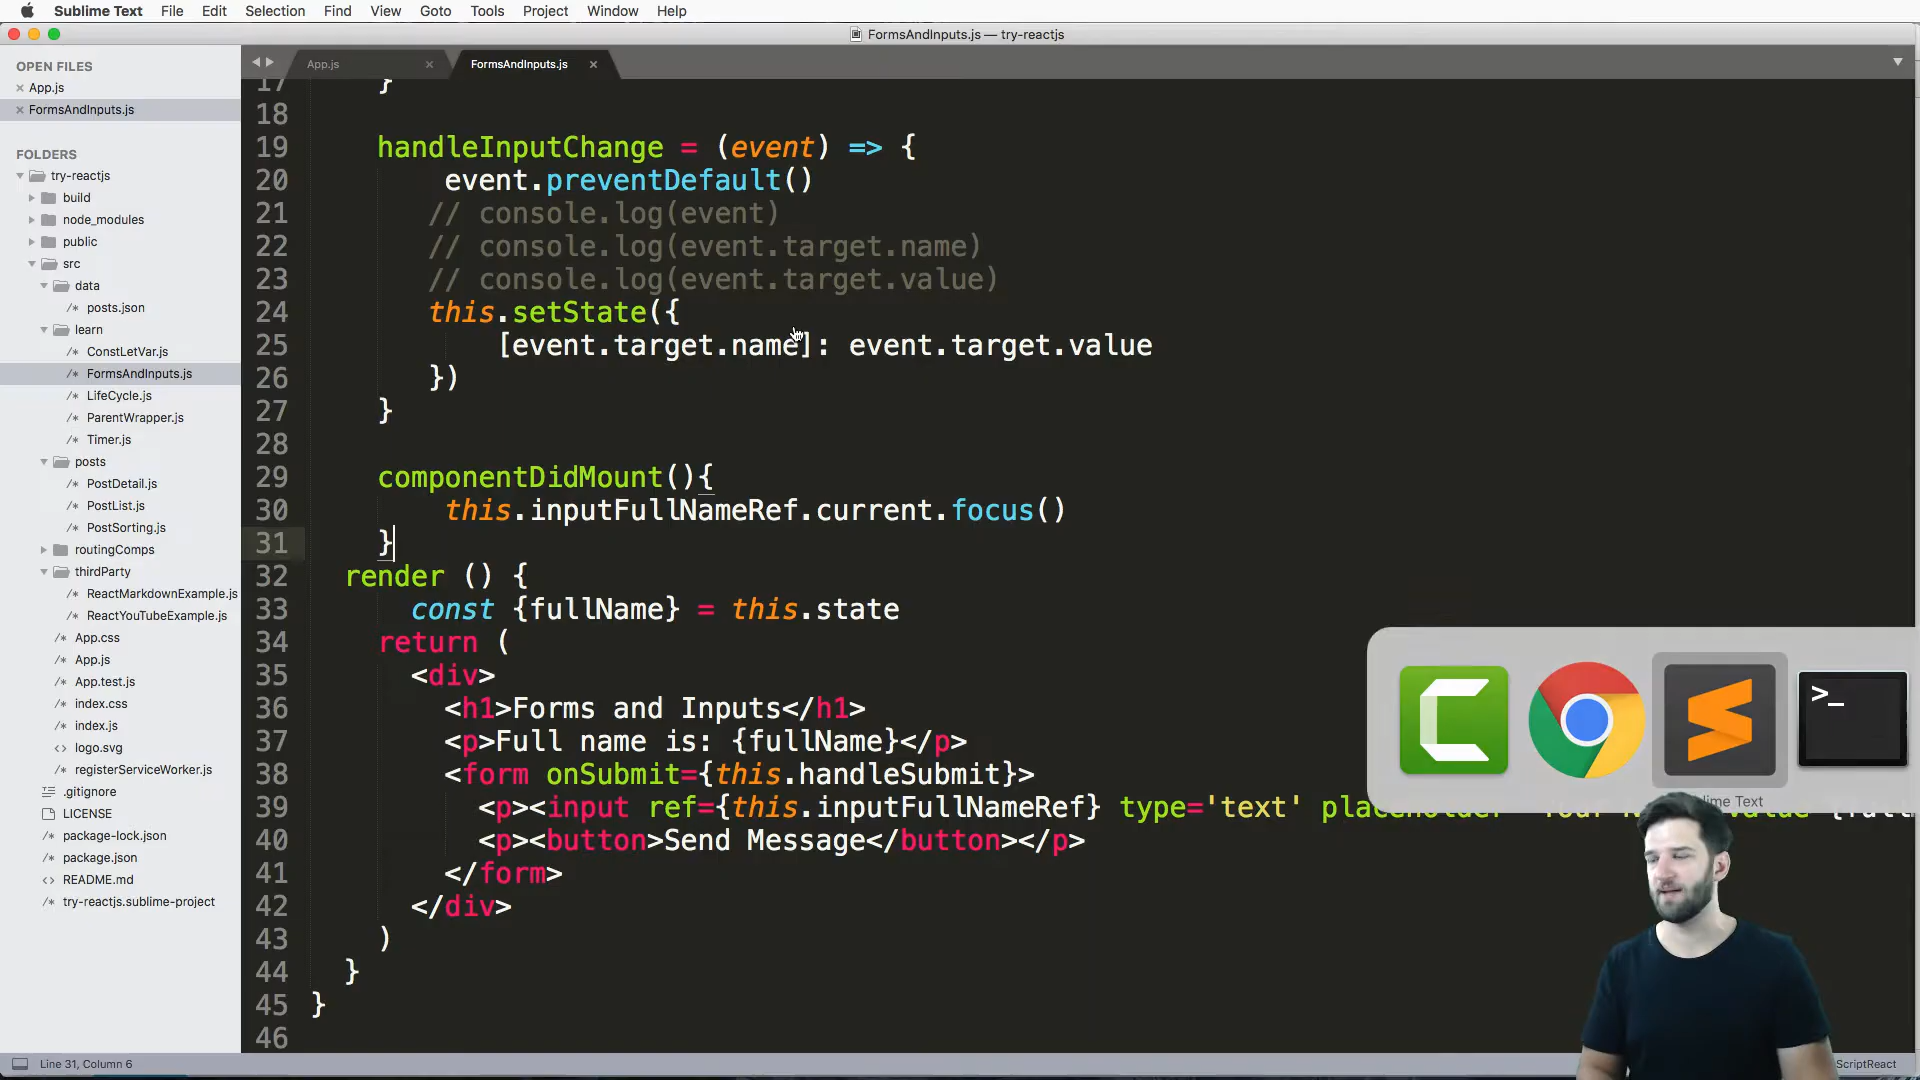 Sublime Text File Edit Selection Find View Goto Tools Project Window Help
FormsAndInputs.js — try-reactjs
OPEN FILES
App.js
FormsAndInputs.js
FOLDERS
try-reactjs
build
node_modules
public
src
data
posts.json
learn
ConstLetVar.js
FormsAndInputs.js
LifeCycle.js
ParentWrapper.js
Timer.js
posts
PostDetail.js
PostList.js
PostSorting.js
routingComps
thirdParty
ReactMarkdownExample.js
ReactYouTubeExample.js
App.css
App.js
App.test.js
index.css
index.js
logo.svg
registerServiceWorker.js
.gitignore
LICENSE
package-lock.json
package.json
README.md
try-reactjs.sublime-project
App.js FormsAndInputs.js
17 }
18
19 handleInputChange = (event) => {
20 event.preventDefault()
21 // console.log(event)
22 // console.log(event.target.name)
23 // console.log(event.target.value)
24 this.setState({
25 [event.target.name]: event.target.value
26 })
27 }
28
29 componentDidMount(){
30 this.inputFullNameRef.current.focus()
31 }
32 render () {
33 const {fullName} = this.state
34 return (
35 <div>
36 <h1>Forms and Inputs</h1>
37 <p>Full name is: {fullName}</p>
38 <form onSubmit={this.handleSubmit}>
39 <p><input ref={this.inputFullNameRef} type='text'
40 <p><button>Send Message</button></p>
41 </form>
42 </div>
43 )
44 }
45 }
46
Line 31, Column 6